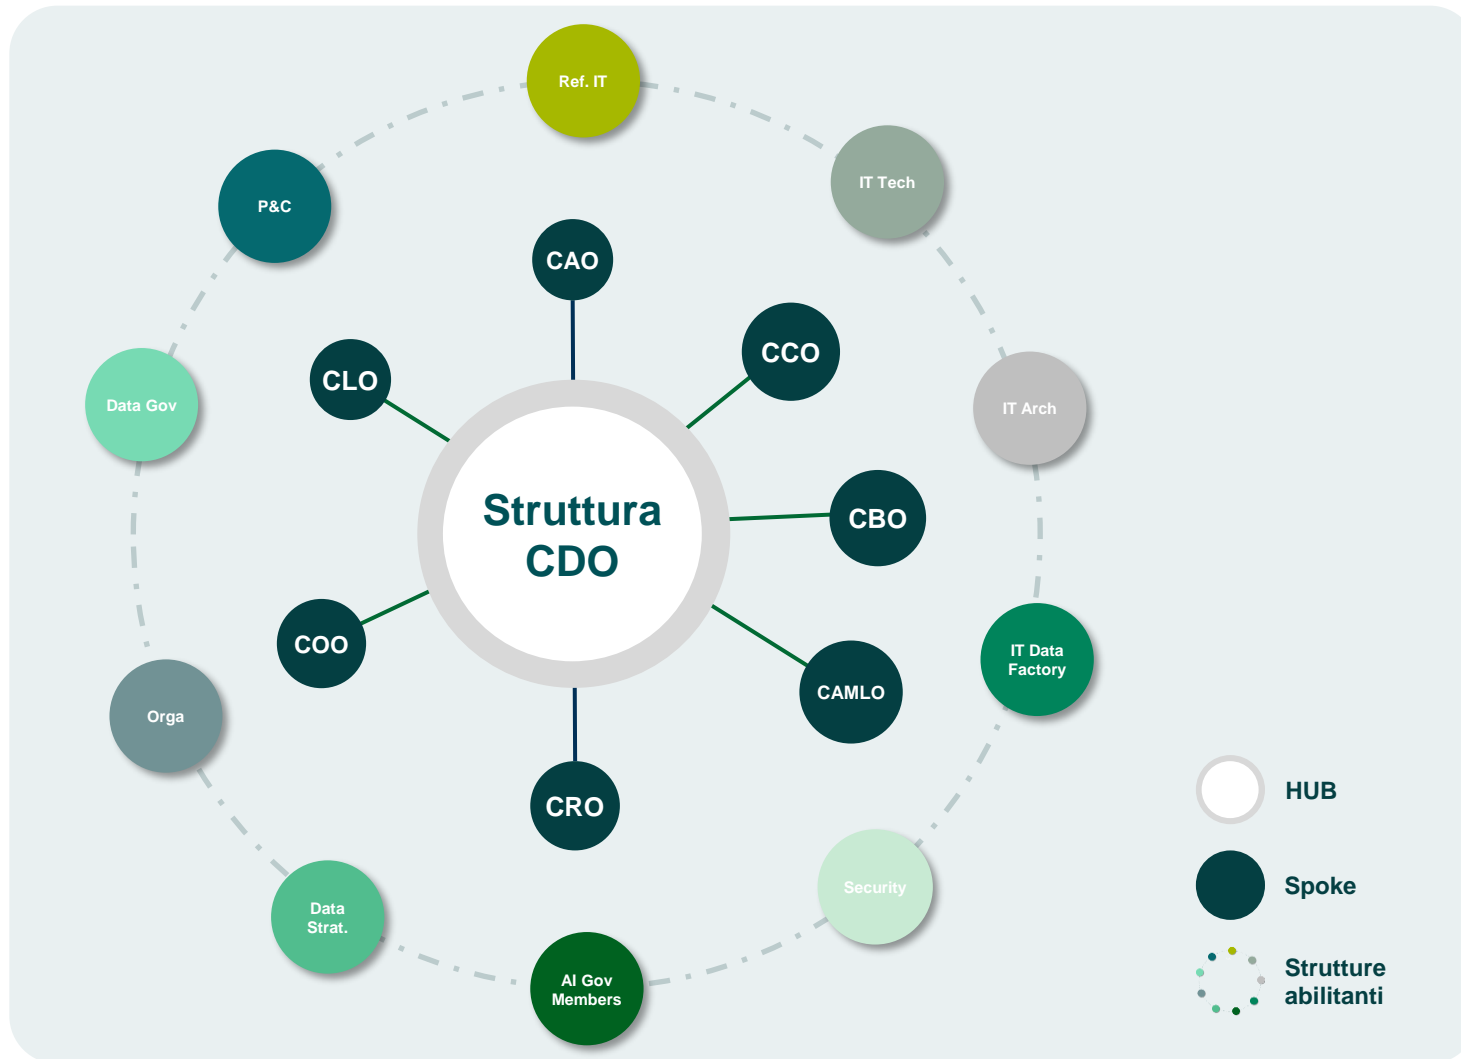 Ref. IT
IT Tech
P&C
CAO
CCO
CLO
Data Gov
IT Arch
Struttura
CDO
CBO
COO
IT Data
Factory
CAMLO
Orga
CRO
Security
Data
Strat.
AI Gov
Members
HUB
Spoke
Strutture
abilitanti